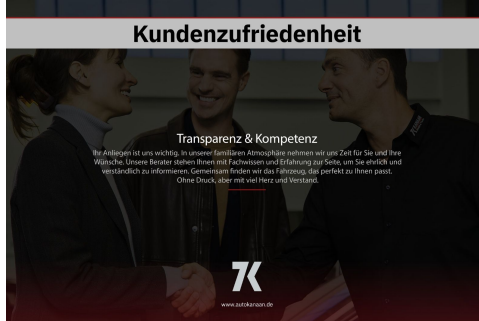 Kundenzufriedenheit
Transparenz & Kompetenz
Ihr Anliegen ist uns wichtig. In unserer familiären Atmosphäre nehmen wir uns Zeit für Sie und Ihre
Wünsche. Unsere Berater stehen Ihnen mit Fachwissen und Erfahrung zur Seite, um Sie ehrlich und
verständlich zu informieren. Gemeinsam finden wir das Fahrzeug, das perfekt zu Ihnen passt.
Ohne Druck, aber mit viel Herz und Verstand.
7K
www.autokanaan.de